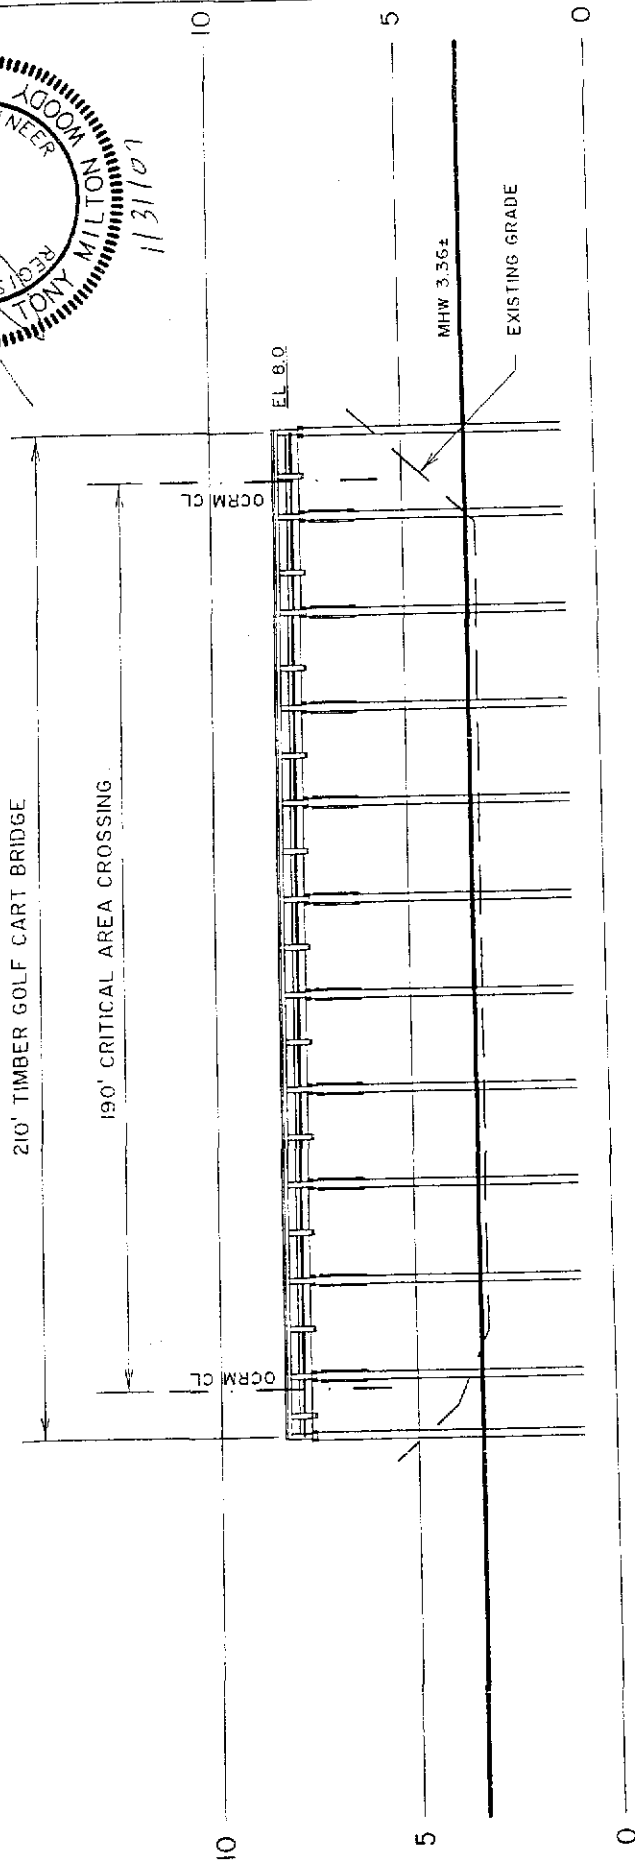 210' TIMBER GOLF CART BRIDGE
190' CRITICAL AREA CROSSING
OCRM CL
OCRM CL
EL 8.0
MHW 3.36±
EXISTING GRADE
10
5
0
10
5
0
TONY MILTON WOODY
1/31/07